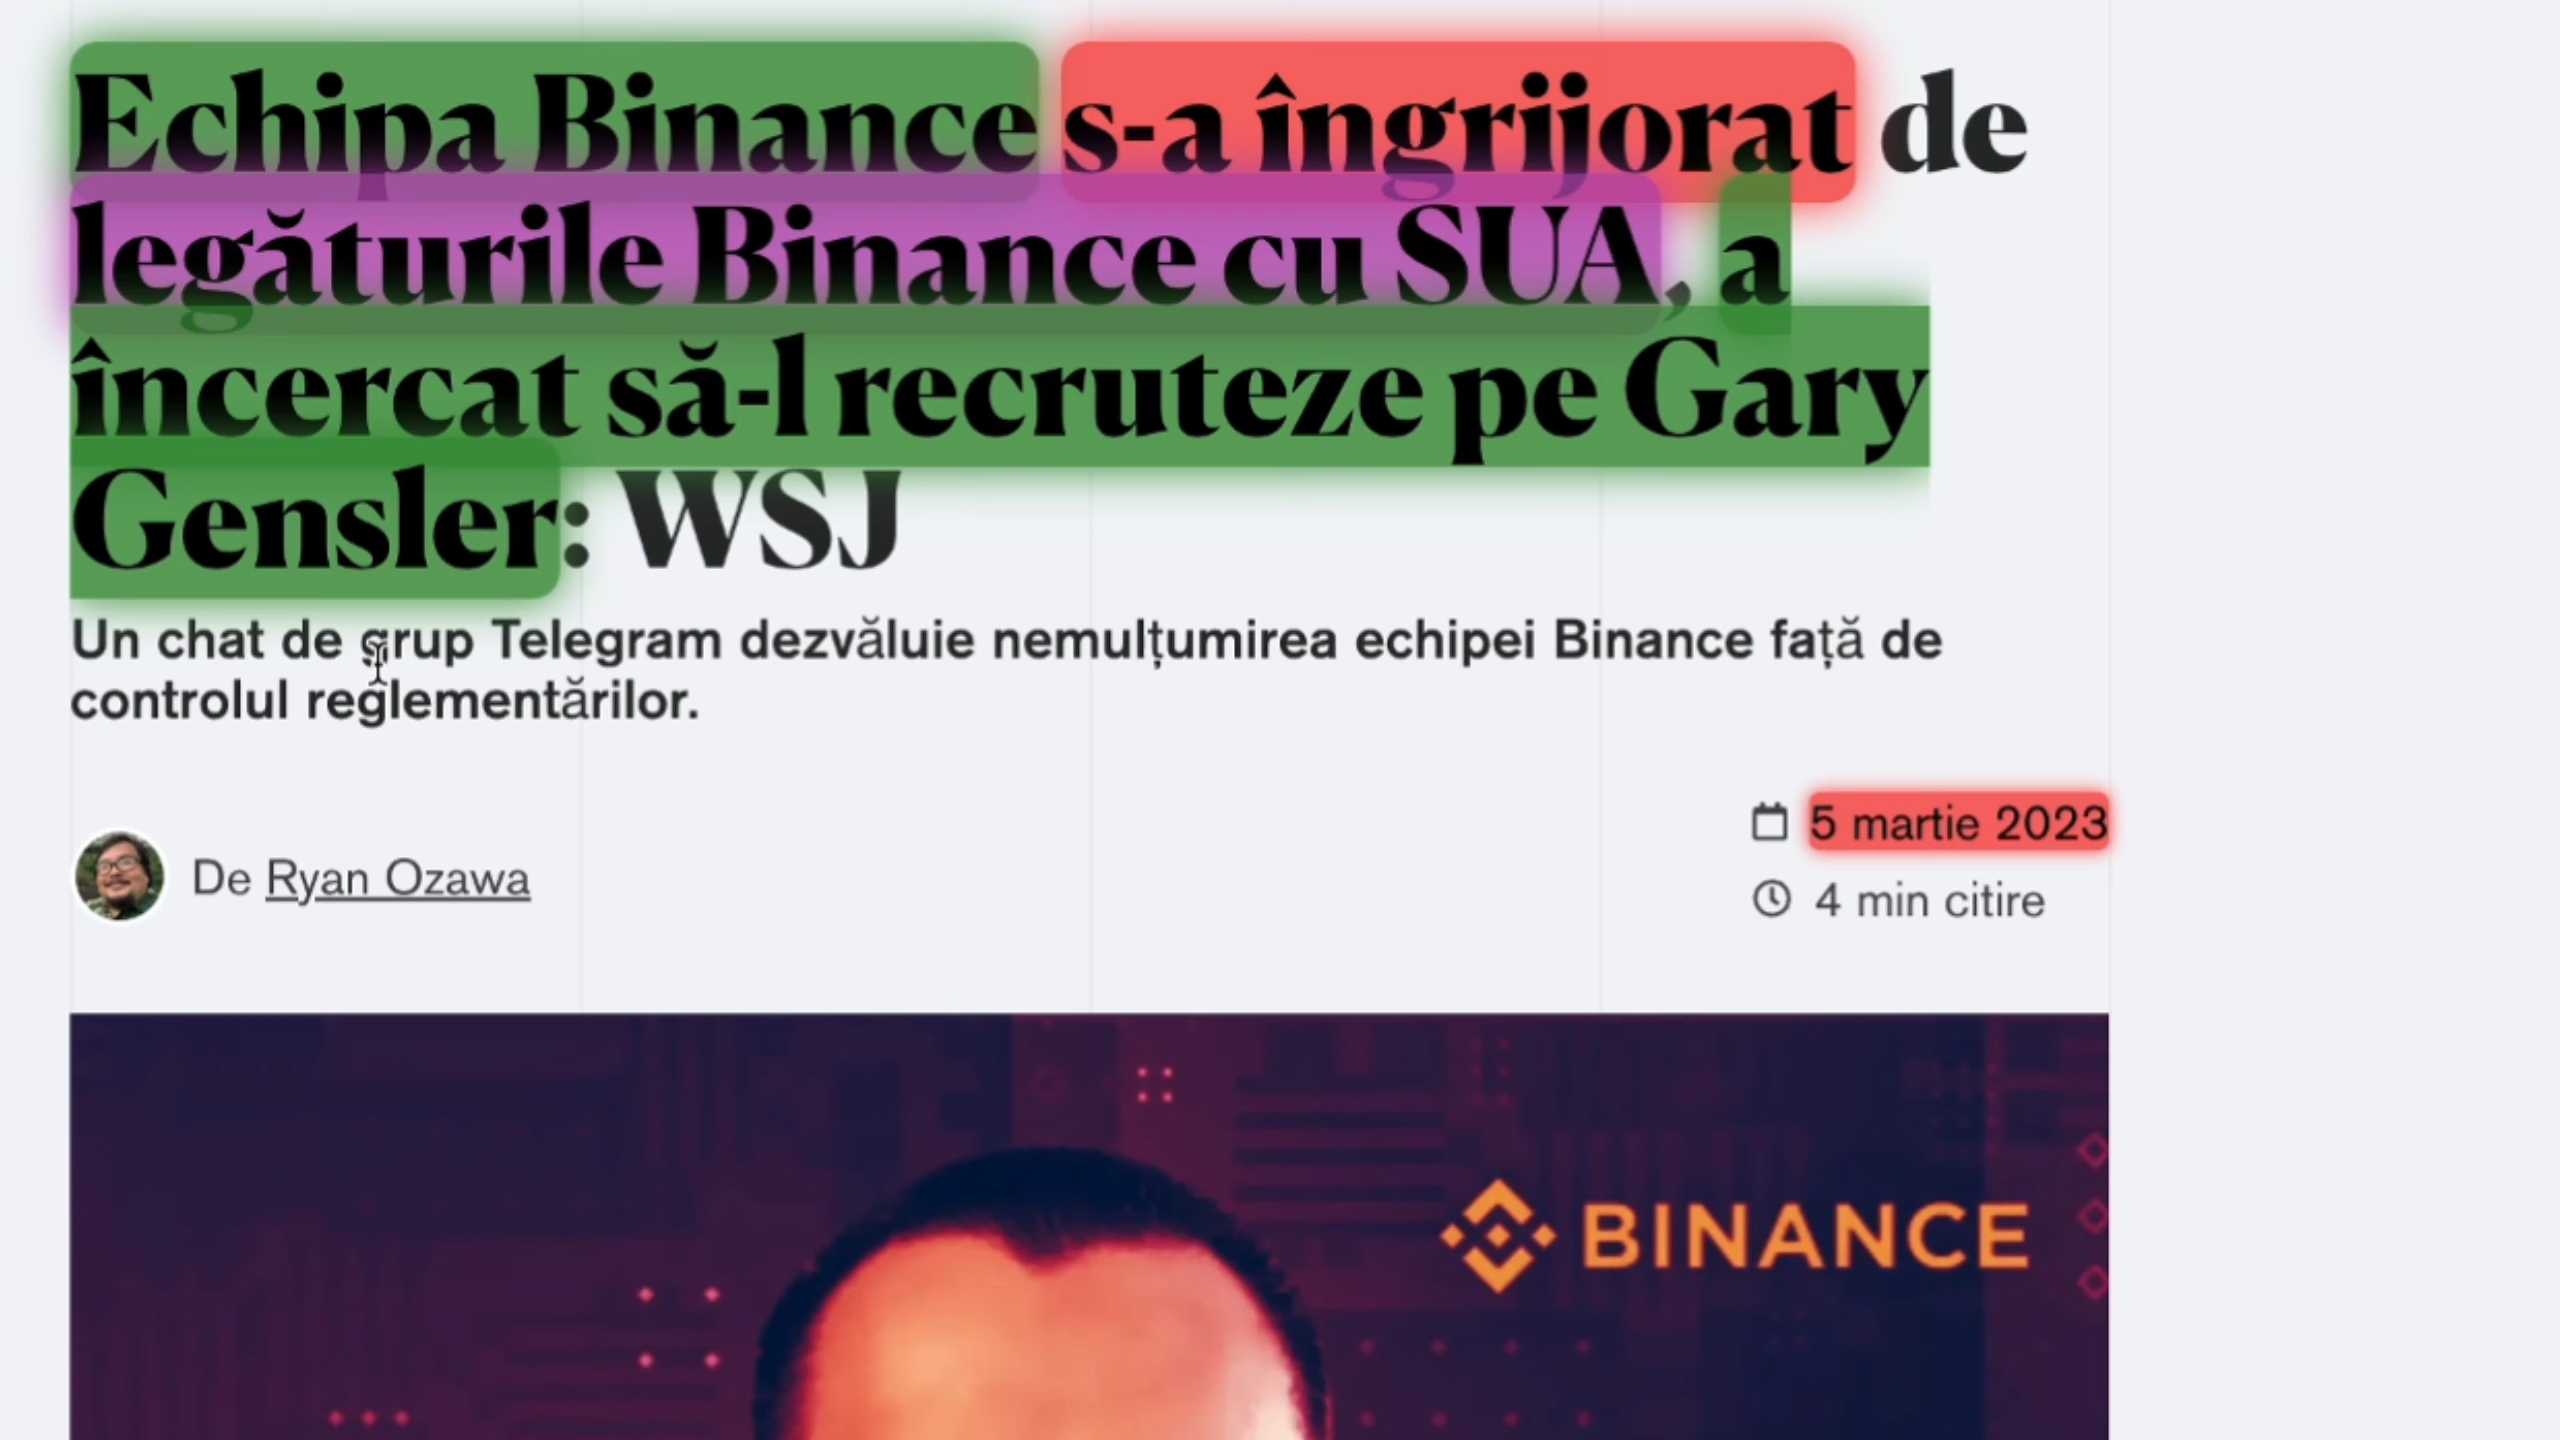 Echipa Binance s-a îngrijorat de
legăturile Binance cu SUA, a
încercat să-l recruteze pe Gary
Gensler: WSJ
Un chat de grup Telegram dezvăluie nemulțumirea echipei Binance față de
controlul reglementărilor.
De Ryan Ozawa
5 martie 2023
4 min citire
BINANCE